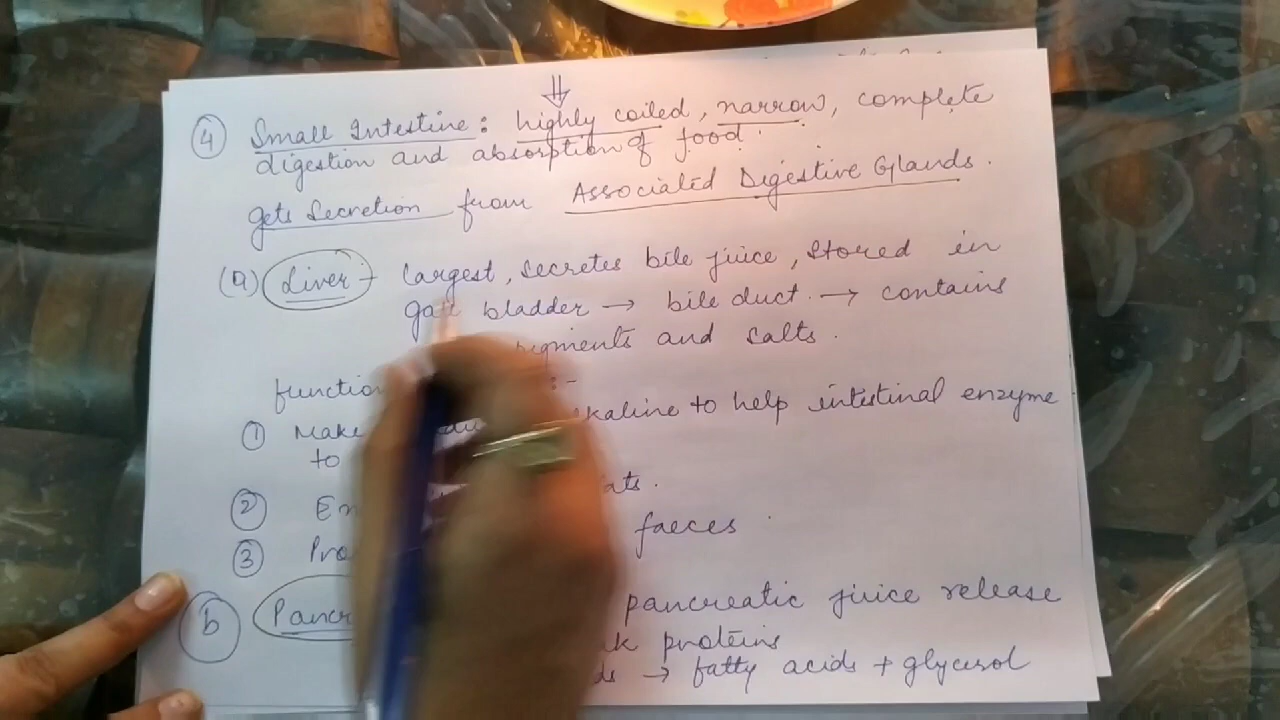 ④ Small Intestine : highly coiled, narrow, complete
digestion and absorption of food.
gets secretion from Associated Digestive Glands.
(a) Liver - largest, secretes bile juice, stored in
gall bladder → bile duct. → contains
pigments and salts.
function :-
① Make alkaline to help intestinal enzyme
to
②
③ faeces
b pancreatic juice release
proteins
→ fatty acids + glycerol